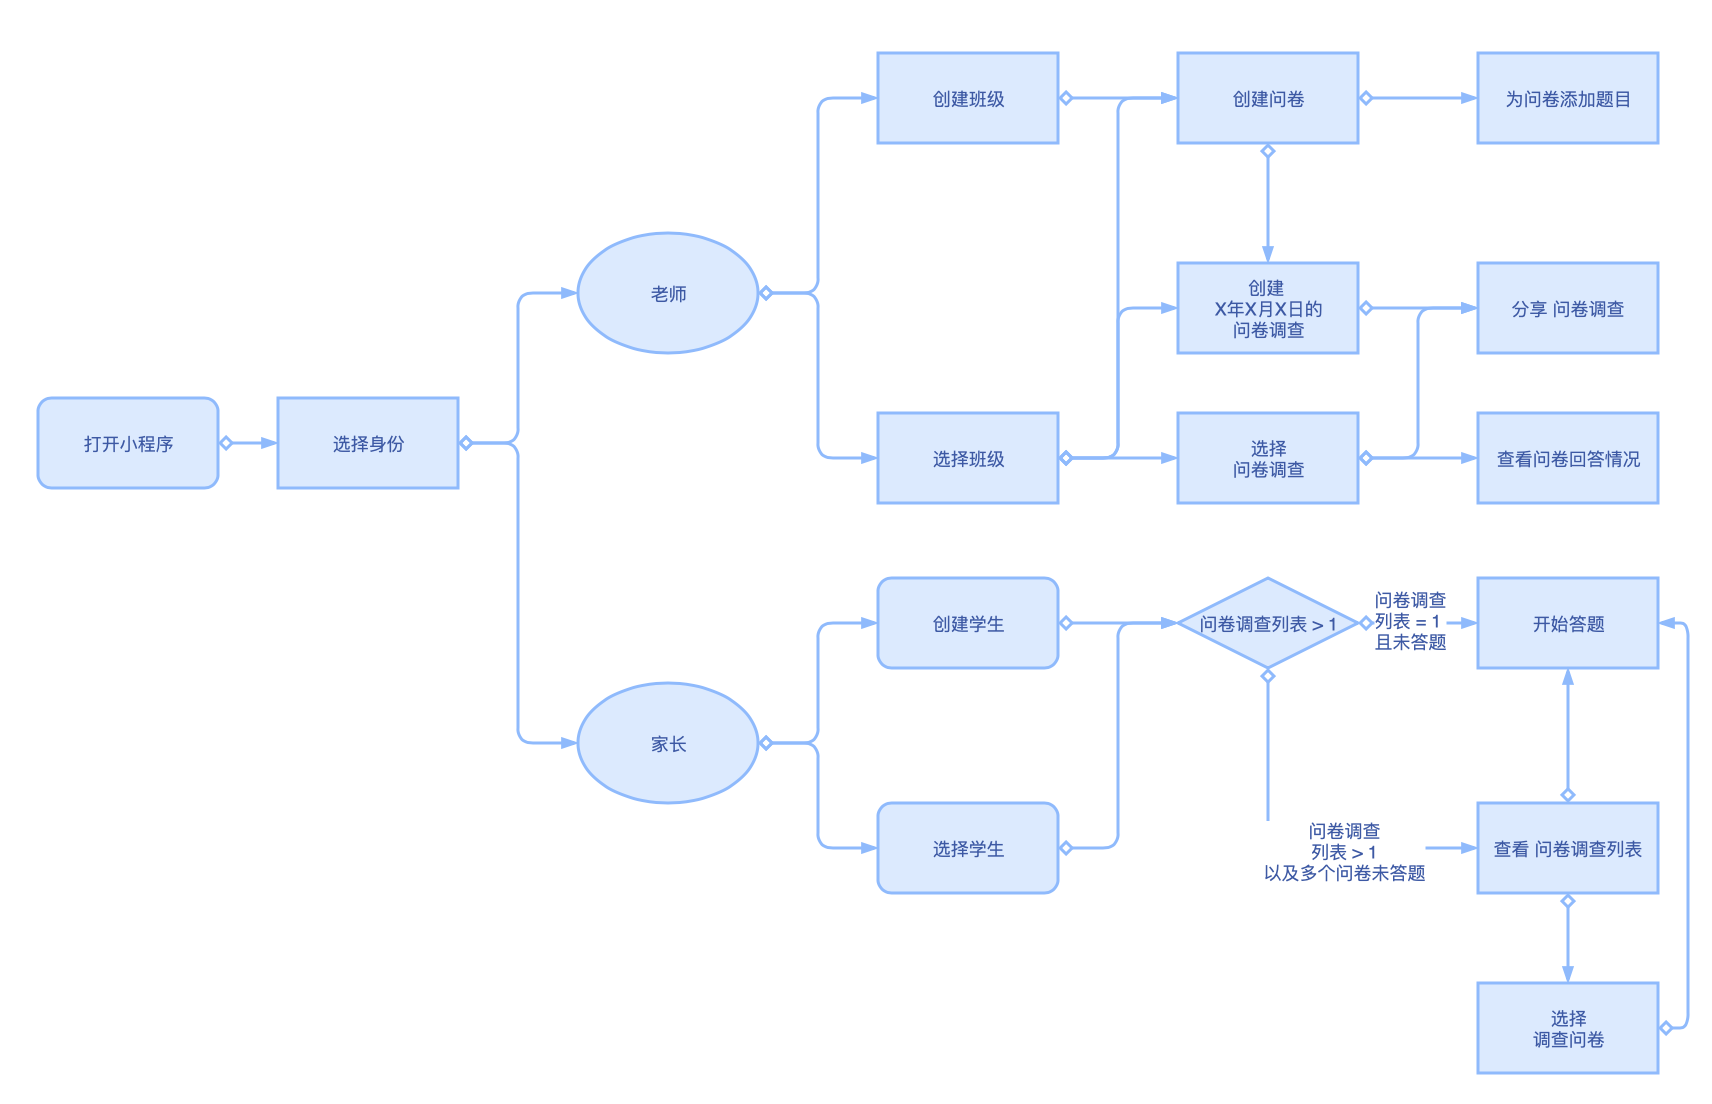 创建班级
创建问卷
为问卷添加题目
老师
创建
X年X月X日的
问卷调查
分享 问卷调查
打开小程序
选择身份
选择班级
选择
问卷调查
查看问卷回答情况
创建学生
问卷调查列表 > 1
问卷调查
列表 = 1
且未答题
开始答题
家长
选择学生
问卷调查
列表 > 1
以及多个问卷未答题
查看 问卷调查列表
选择
调查问卷